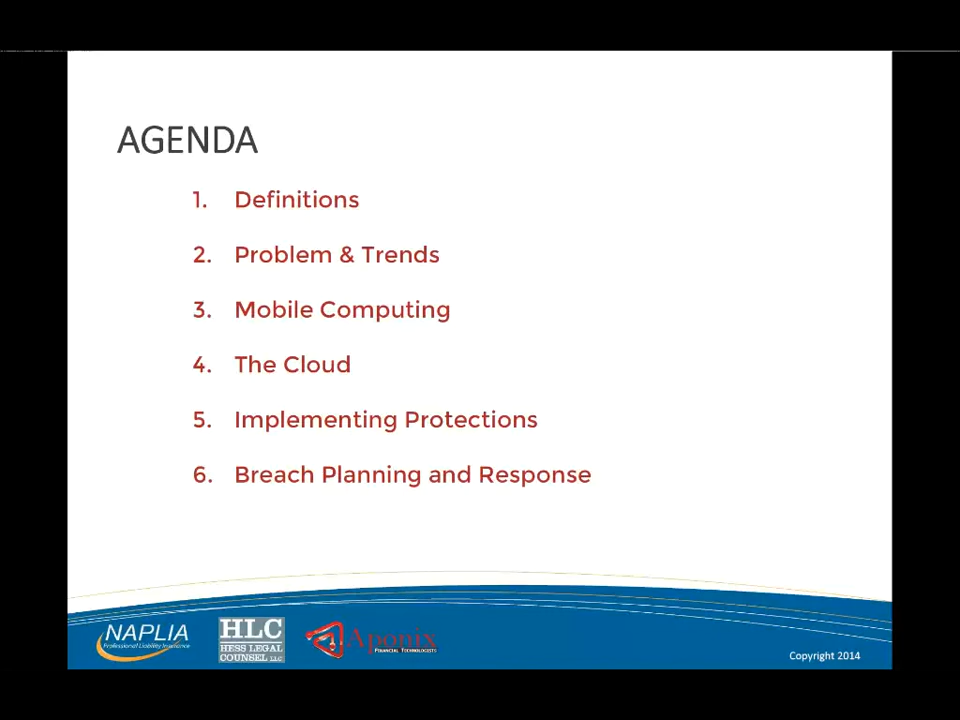 AGENDA
1. Definitions
2. Problem & Trends
3. Mobile Computing
4. The Cloud
5. Implementing Protections
6. Breach Planning and Response
NAPLIA
Professional Liability Insurance
HLC
HESS LEGAL
COUNSEL LLC
Aponix
FINANCIAL TECHNOLOGISTS
Copyright 2014